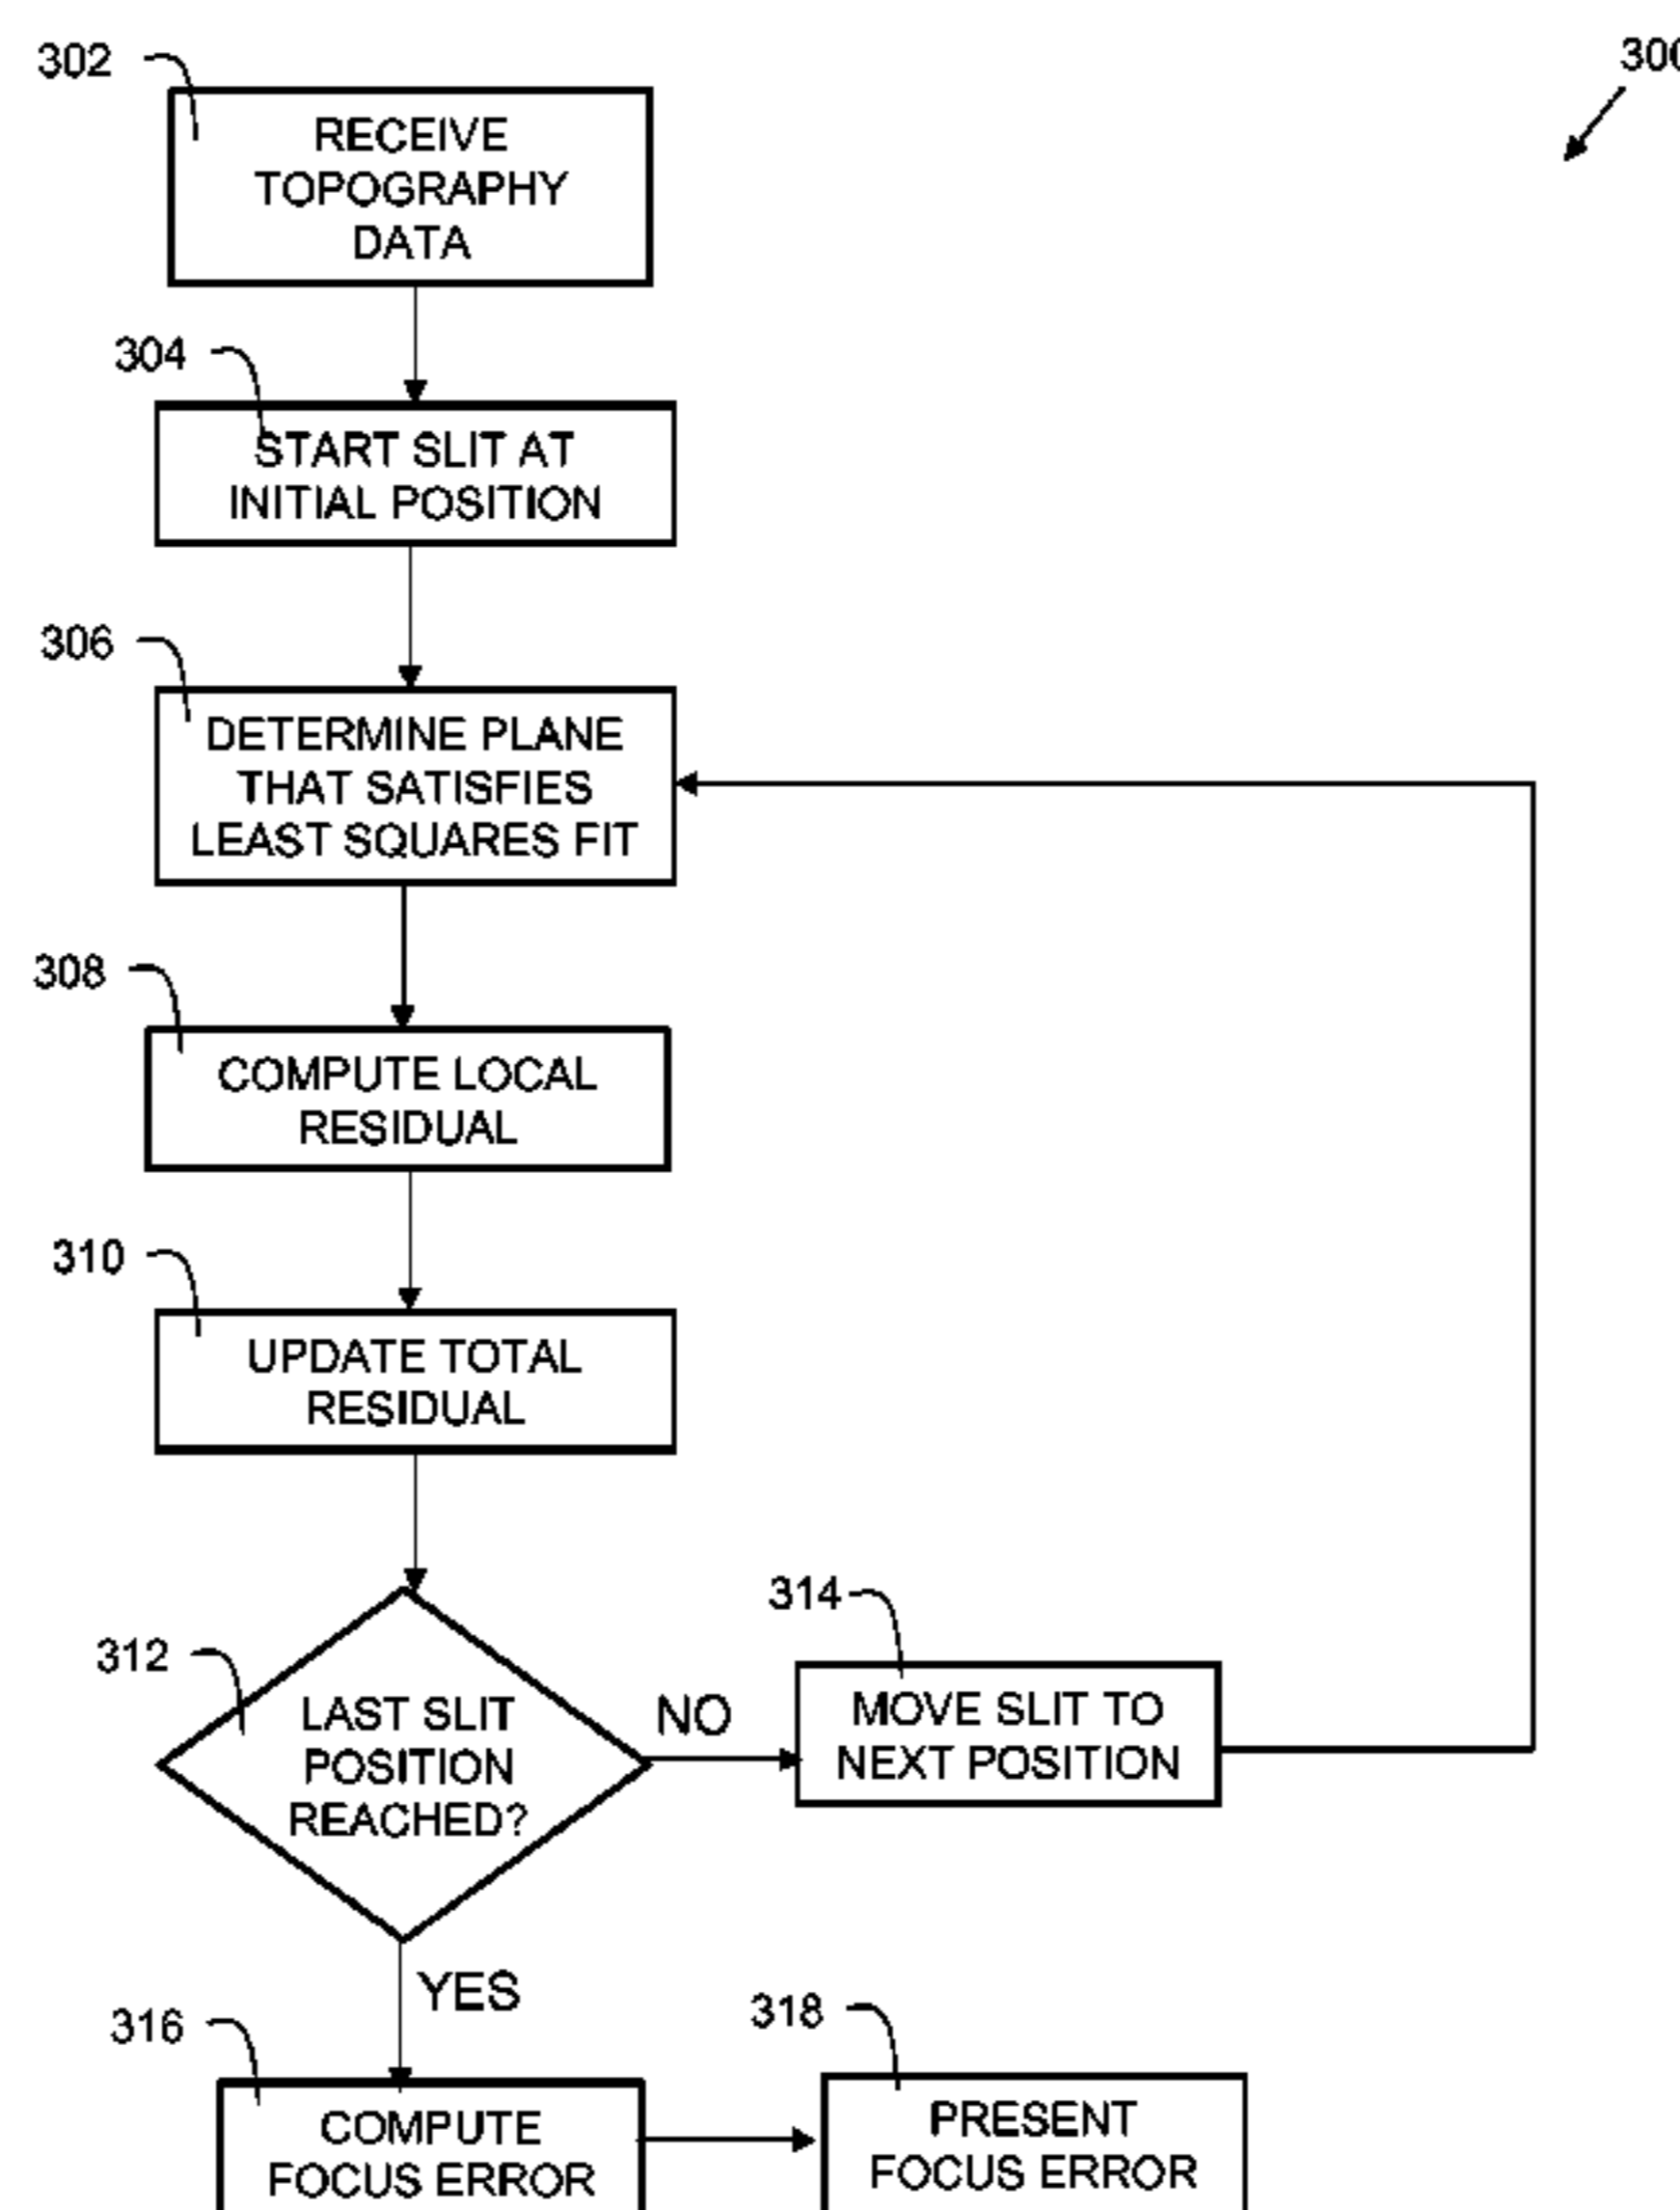 302
300
RECEIVE
TOPOGRAPHY
DATA
304
START SLIT AT
INITIAL POSITION
306
DETERMINE PLANE
THAT SATISFIES
LEAST SQUARES FIT
308
COMPUTE LOCAL
RESIDUAL
310
UPDATE TOTAL
RESIDUAL
312
LAST SLIT
POSITION
REACHED?
NO
314
MOVE SLIT TO
NEXT POSITION
YES
316
COMPUTE
FOCUS ERROR
318
PRESENT
FOCUS ERROR